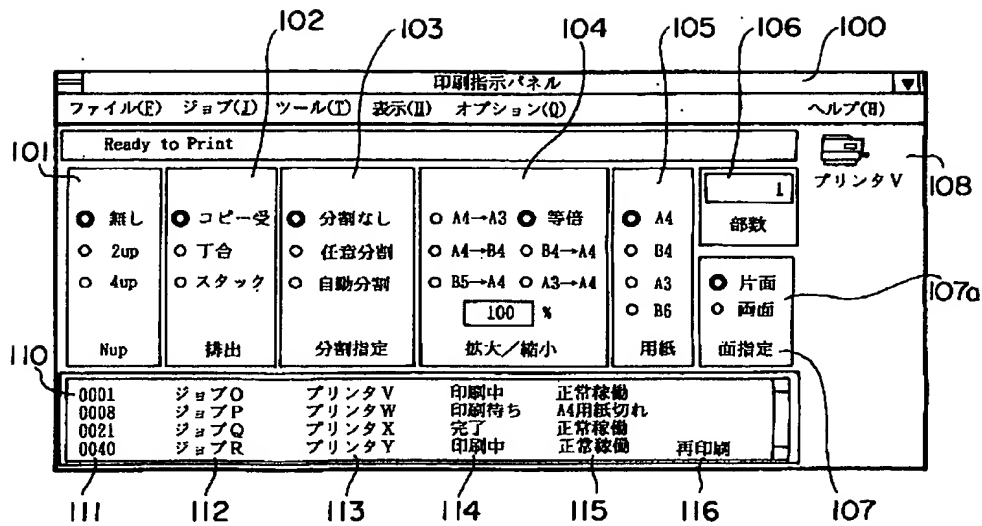 102 103 104 105 106 100
印刷指示パネル
ファイル(F) ジョブ(J) ツール(T) 表示(H) オプション(O) ヘルプ(H)
Ready to Print
プリンタV
108
101
無し
2up
4up
Nup
コピー受
丁合
スタック
排出
分割なし
任意分割
自動分割
分割指定
A4→A3 等倍
A4→B4 B4→A4
B5→A4 A3→A4
100 %
拡大/縮小
A4
B4
A3
B6
用紙
1
部数
片面
両面
面指定
107a
110
0001 ジョブO プリンタV 印刷中 正常稼働
0008 ジョブP プリンタW 印刷待ち A4用紙切れ
0021 ジョブQ プリンタX 完了 正常稼働
0040 ジョブR プリンタY 印刷中 正常稼働 再印刷
111 112 113 114 115 116 107